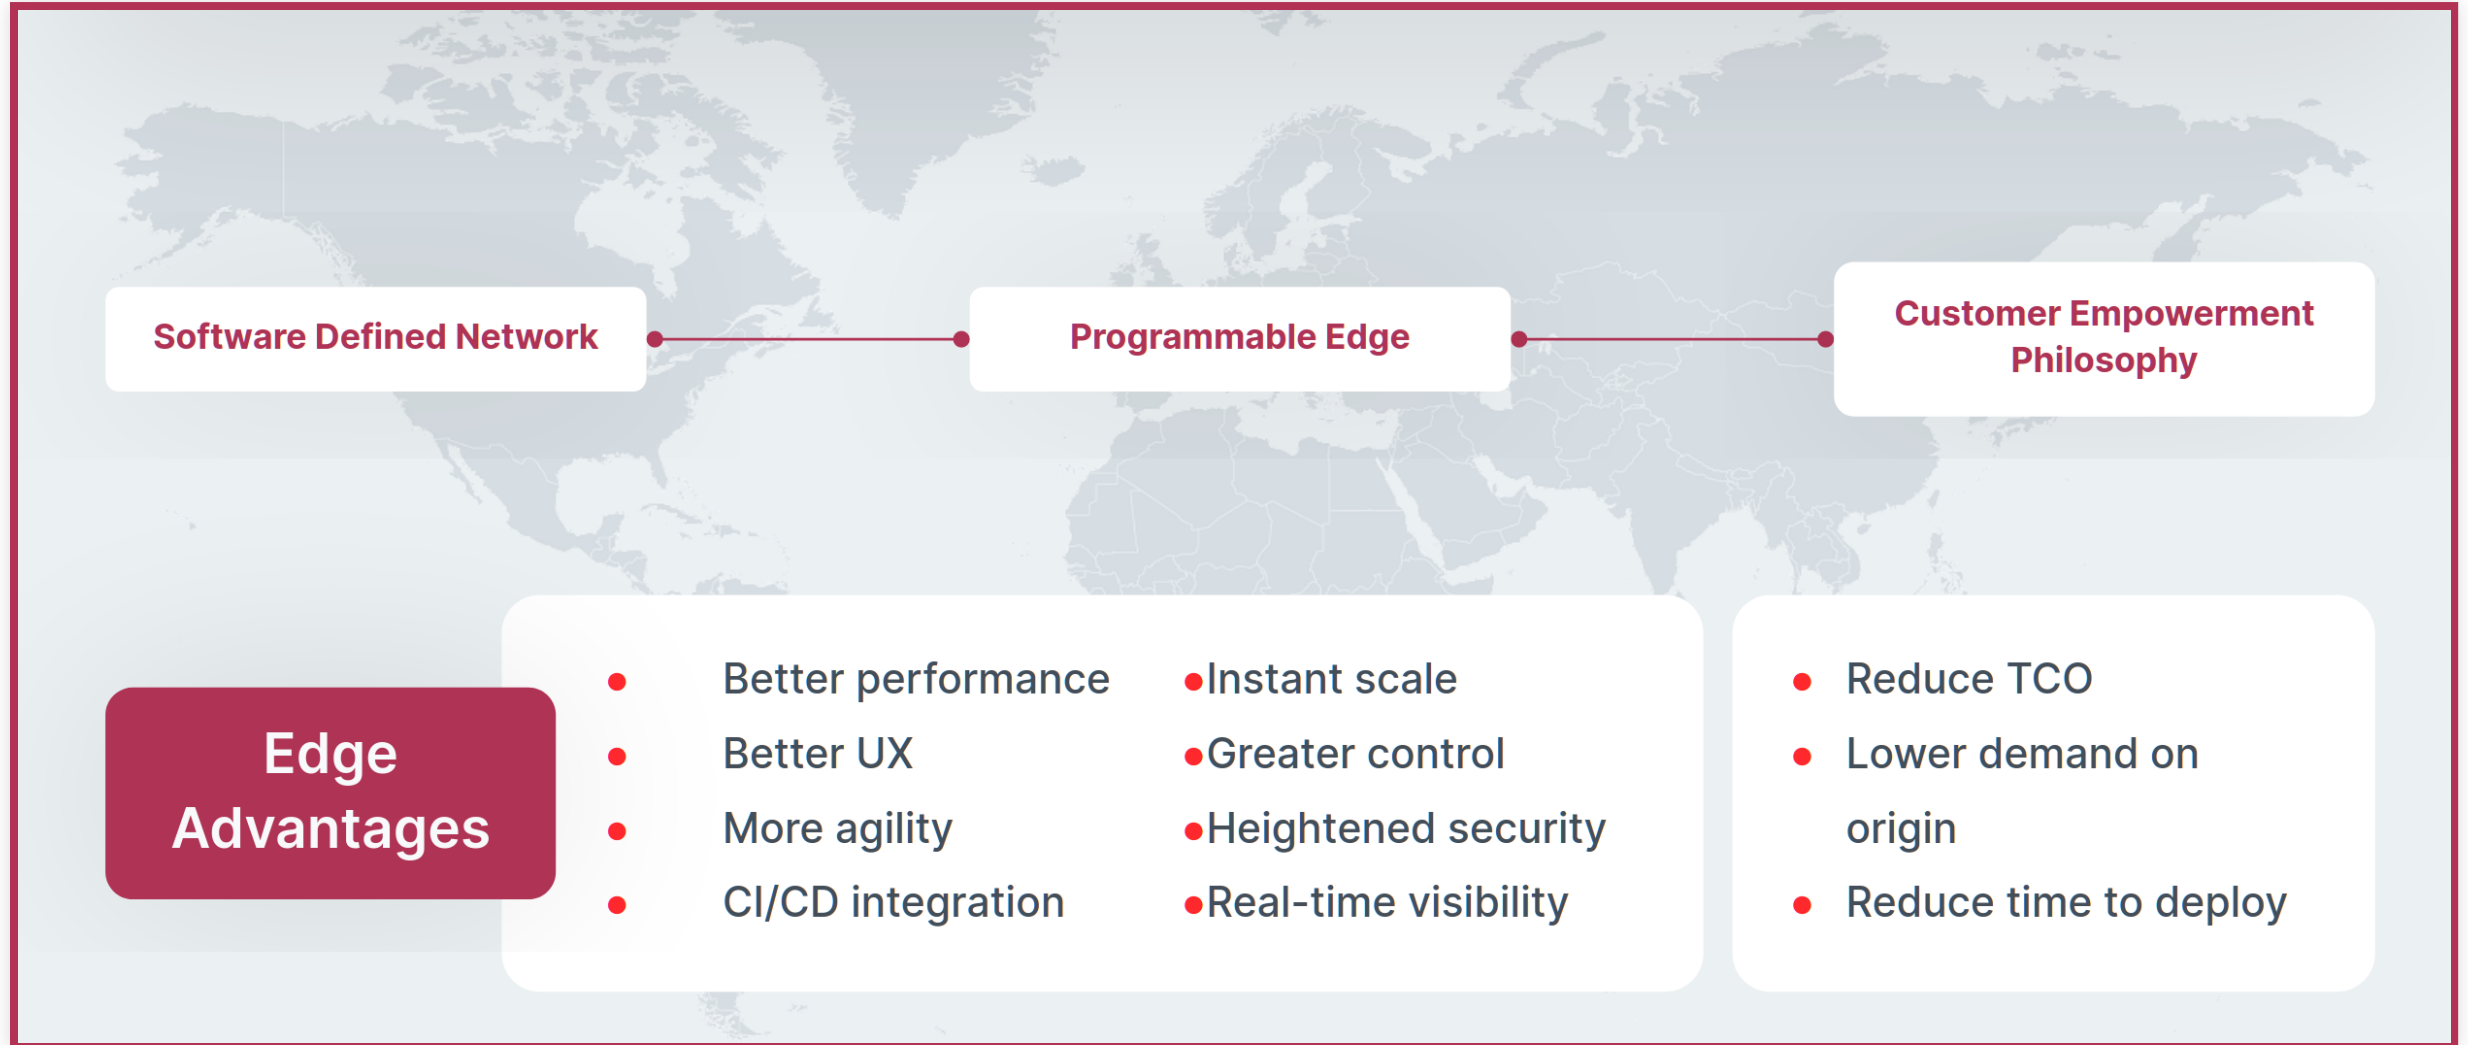 Software Defined Network
Programmable Edge
Customer Empowerment
Philosophy
Edge
Advantages
Better performance
Better UX
More agility
CI/CD integration
Instant scale
Greater control
Heightened security
Real-time visibility
Reduce TCO
Lower demand on
origin
Reduce time to deploy